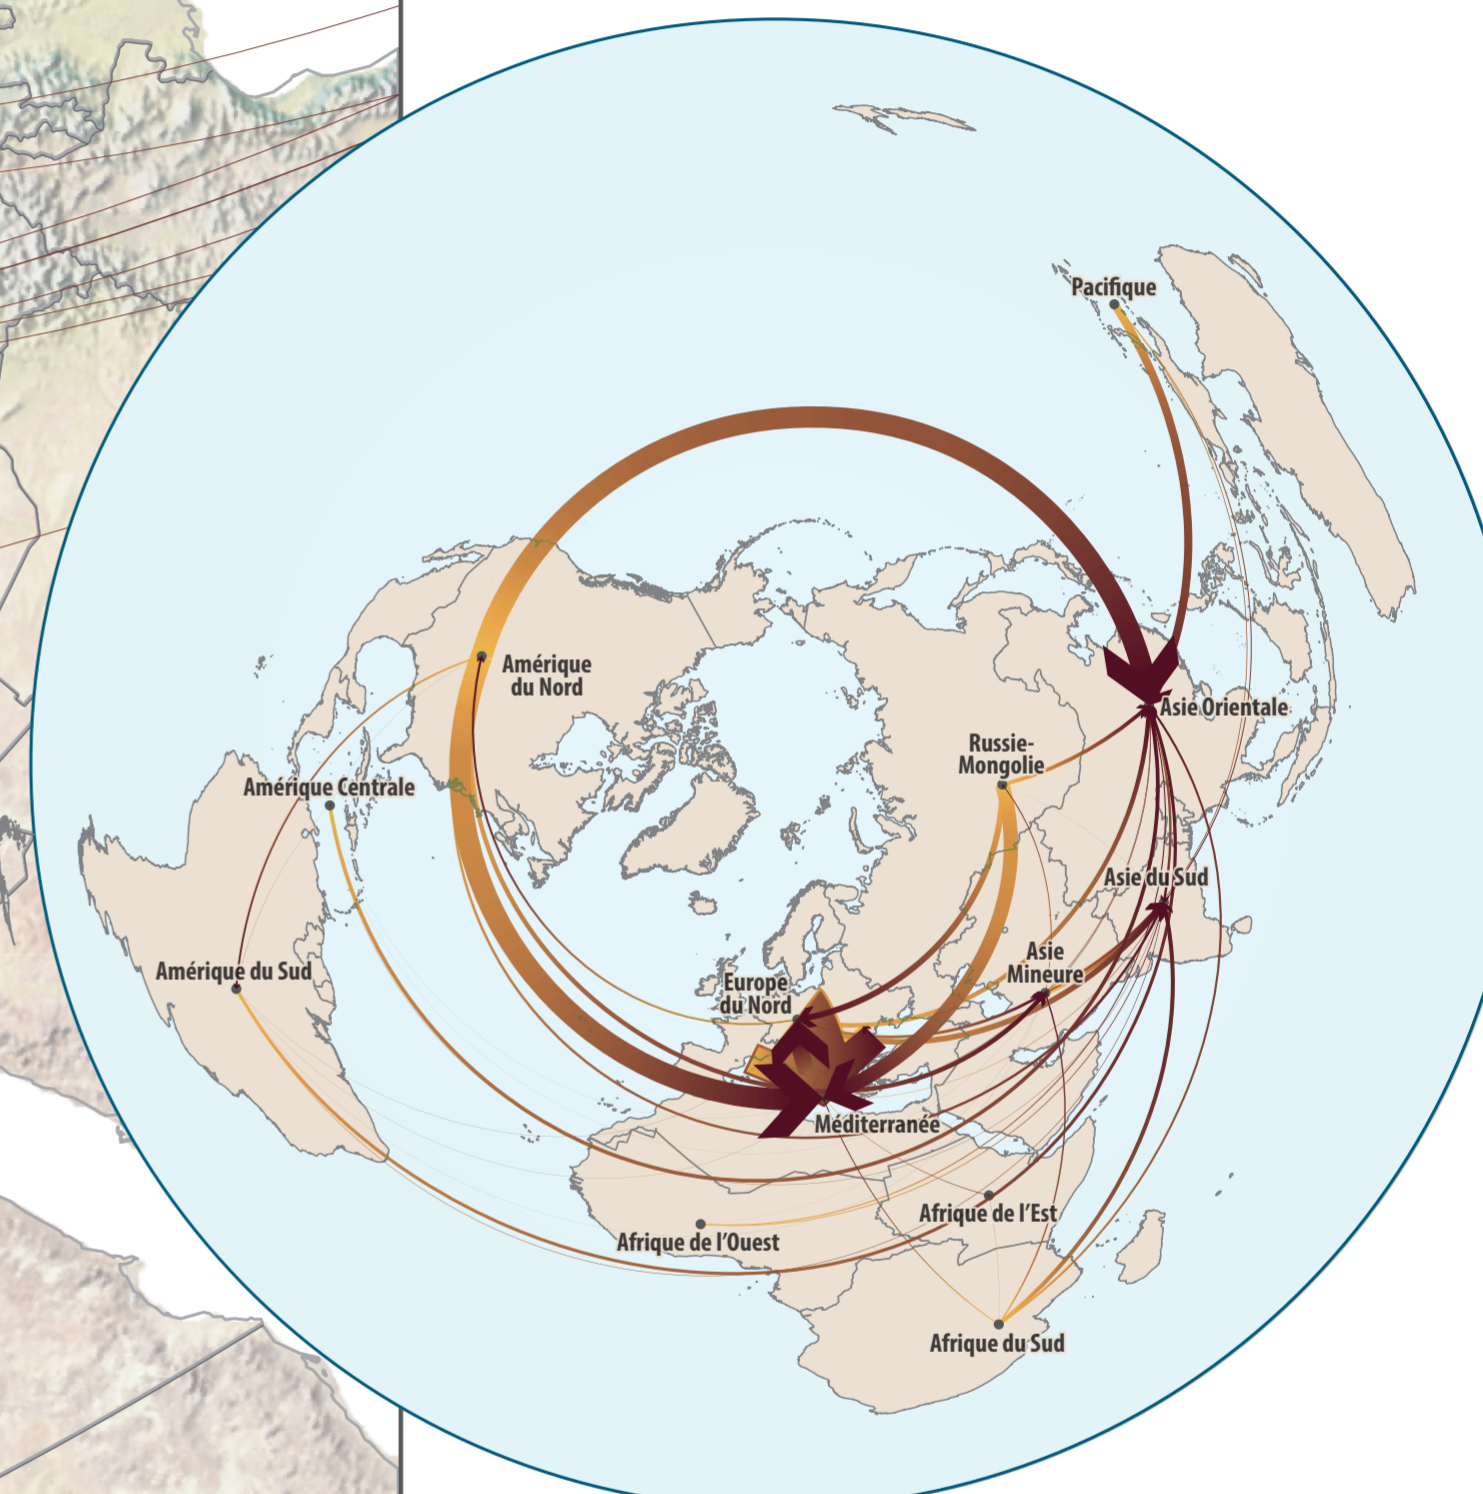 Pacifique
Amérique
du Nord
Asie Orientale
Russie-
Mongolie
Amérique Centrale
Asie du Sud
Asie
Mineure
Amérique du Sud
Europe
du Nord
Méditerranée
Afrique de l'Est
Afrique de l'Ouest
Afrique du Sud